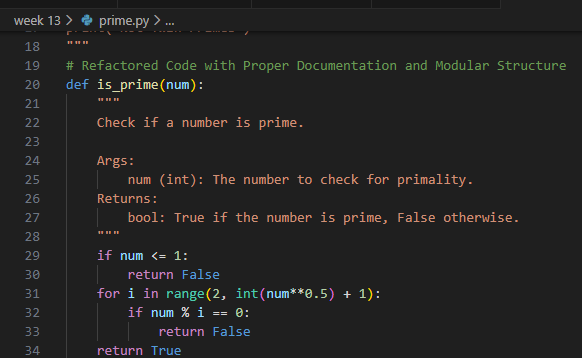 week 13 > prime.py > ...
18 """
19 # Refactored Code with Proper Documentation and Modular Structure
20 def is_prime(num):
21     """
22     Check if a number is prime.
23
24     Args:
25         num (int): The number to check for primality.
26     Returns:
27         bool: True if the number is prime, False otherwise.
28     """
29     if num <= 1:
30         return False
31     for i in range(2, int(num**0.5) + 1):
32         if num % i == 0:
33             return False
34     return True